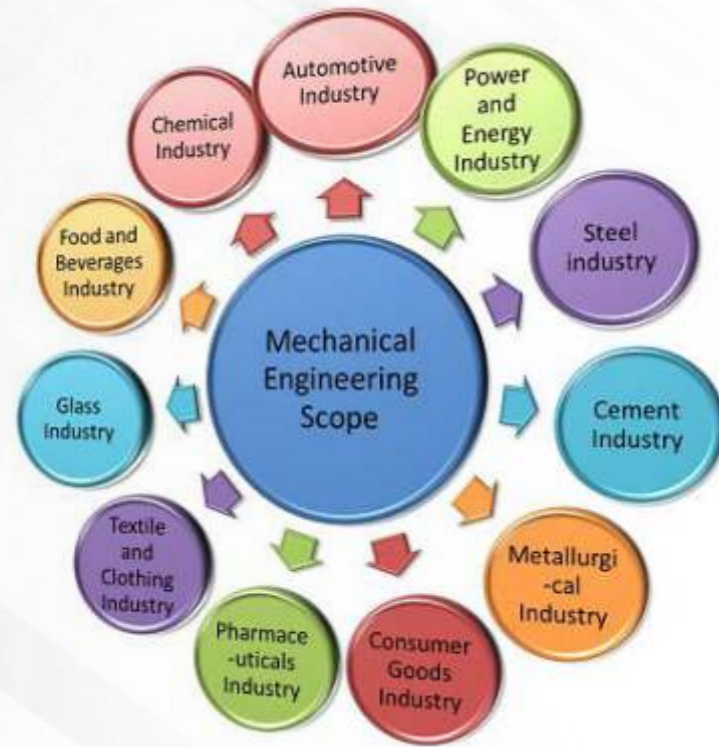 Mechanical
Engineering
Scope
Automotive
Industry
Power
and
Energy
Industry
Steel
industry
Cement
Industry
Metallurgi
-cal
Industry
Consumer
Goods
Industry
Pharmace
-uticals
Industry
Textile
and
Clothing
Industry
Glass
Industry
Food and
Beverages
Industry
Chemical
Industry